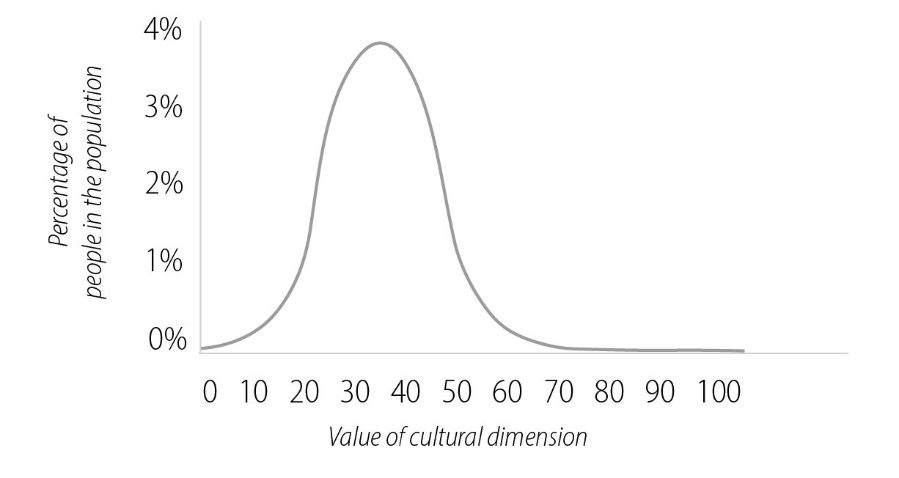 4%
3%
2%
1%
0%
Percentage of
people in the population
0 10 20 30 40 50 60 70 80 90 100
Value of cultural dimension